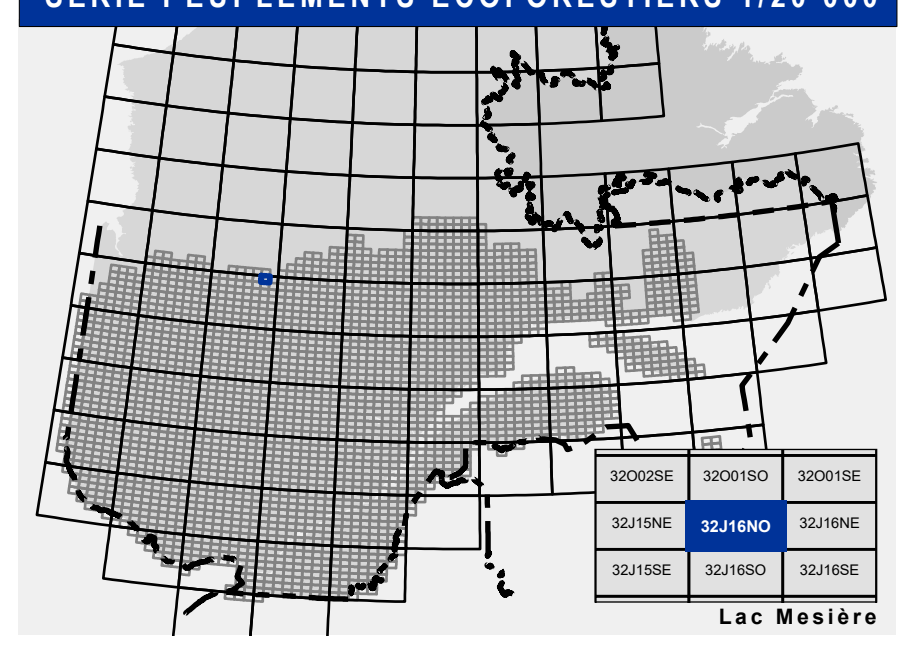 SÉRIE PEUPLEMENTS ÉCOFORESTIERS 1/20 000
32O02SE 32O01SO 32O01SE
32J15NE 32J16NO 32J16NE
32J15SE 32J16SO 32J16SE
Lac Mesière